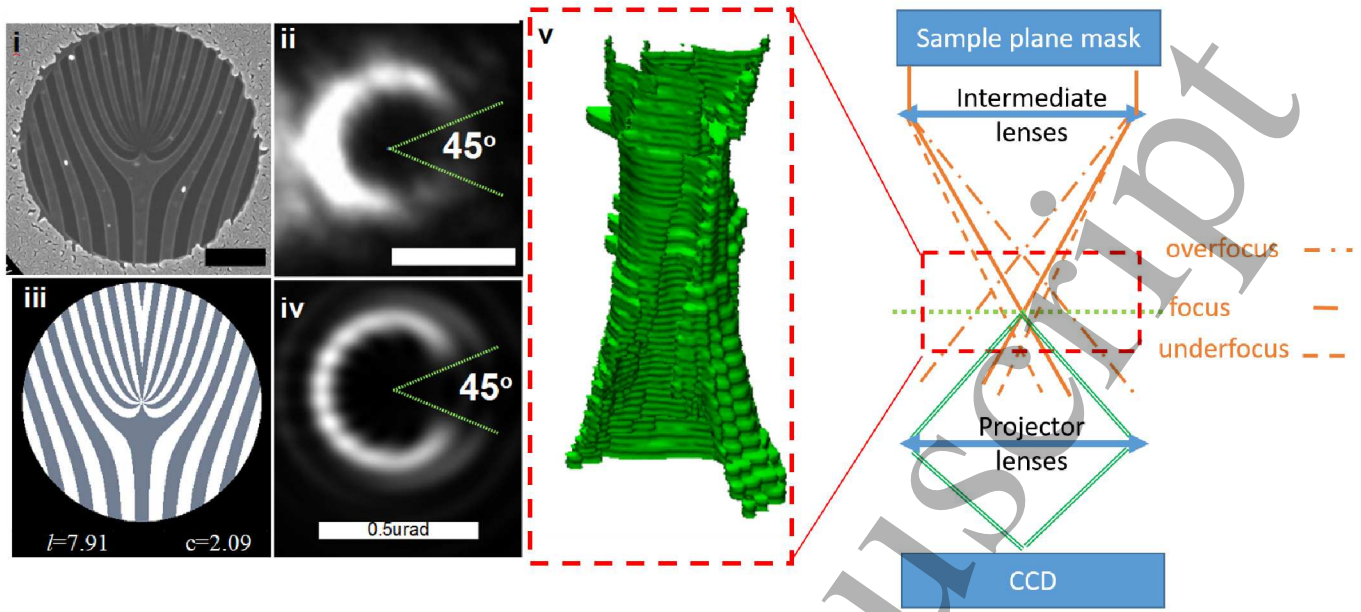 i
ii
45°
iii
l=7.91 c=2.09
iv
45°
0.5urad
v
Sample plane mask
Intermediate
lenses
overfocus
focus
underfocus
Projector
lenses
CCD
uscript